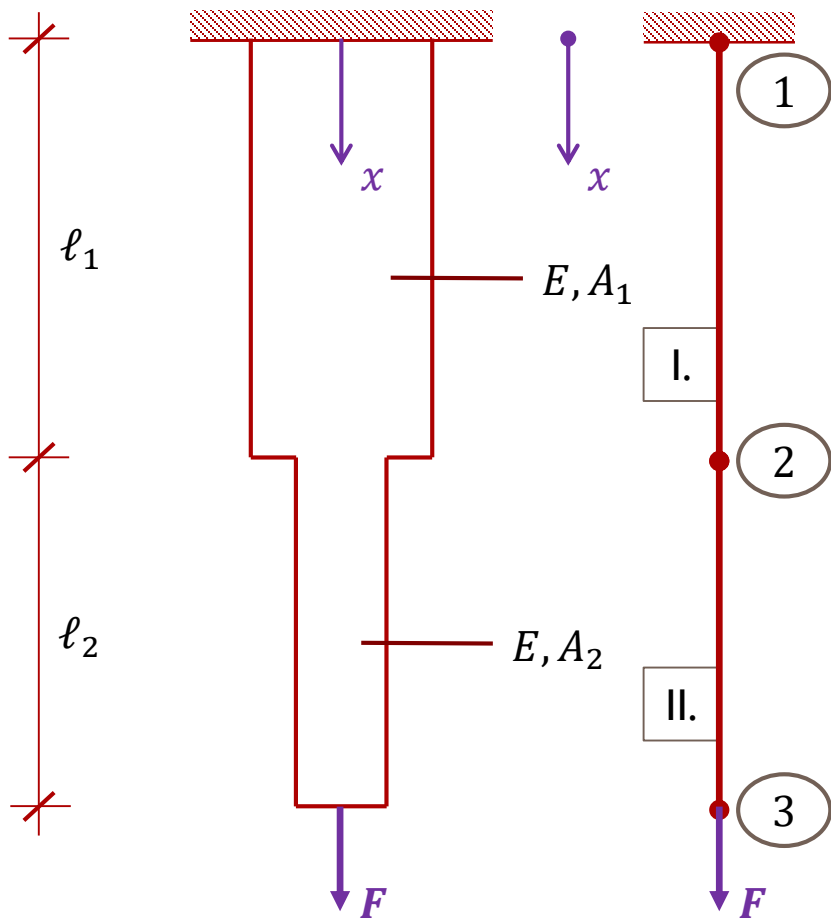 1
x
x
ℓ₁
E, A₁
I.
2
ℓ₂
E, A₂
II.
3
F
F